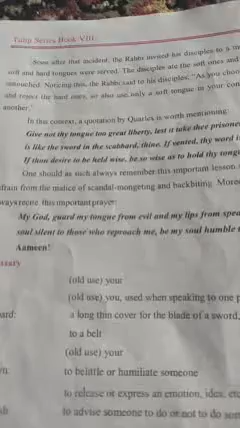 Tulip Series Book-VIII
Soon after that incident, the Rabbi invited his disciples to a
soft and hard tongues were served. The disciples ate the soft ones and
untouched. Noticing this, the Rabbi said to his disciples, "As you choo
and reject the hard ones, so also use only a soft tongue in your con
another."
In this context, a quotation by Quarles is worth mentioning:
Give not thy tongue too great liberty, lest it take thee prisone
is like the sword in the scabbard, thine. If vented, thy word i
If thou desire to be held wise, be so wise as to hold thy tong
One should as such always remember this important lesson
frain from the malice of scandal-mongering and backbiting. More
ways recite this important prayer:
My God, guard my tongue from evil and my lips from spea
soul silent to those who reproach me, be my soul humble
Aameen!
ssary
(old use) your
(old use) you, used when speaking to one p
ard: a long thin cover for the blade of a sword,
to a belt
(old use) your
n: to belittle or humiliate someone
to release or express an emotion, idea, etc
sh to advise someone to do or not to do som